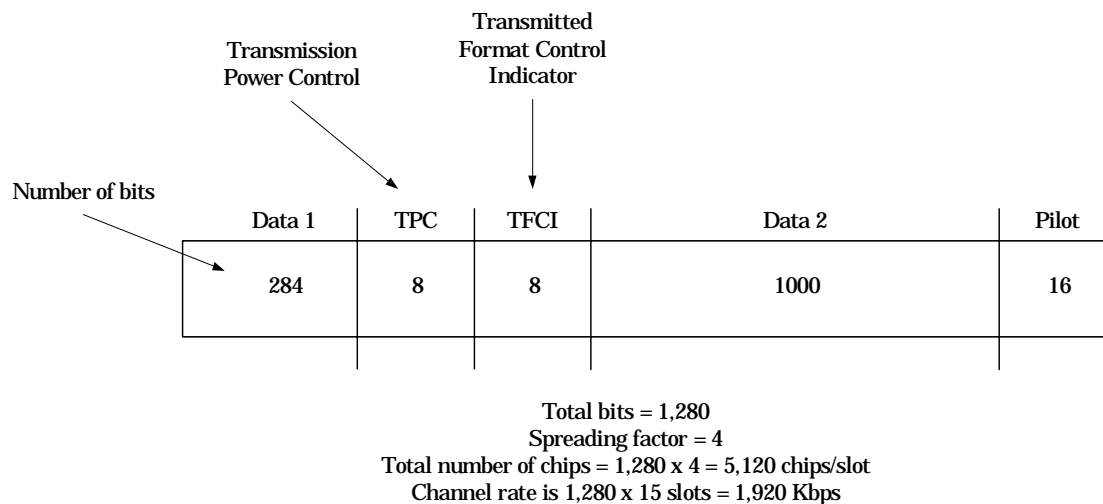 Transmission
Power Control
Transmitted
Format Control
Indicator
Number of bits
Data 1 TPC TFCI Data 2 Pilot
284 8 8 1000 16
Total bits = 1,280
Spreading factor = 4
Total number of chips = 1,280 x 4 = 5,120 chips/slot
Channel rate is 1,280 x 15 slots = 1,920 Kbps